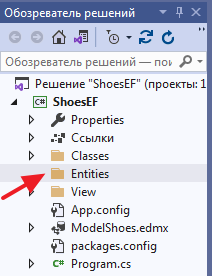 Обозреватель решений
Обозреватель решений — пои
Решение "ShoesEF" (проекты: 1
C# ShoesEF
Properties
Ссылки
Classes
Entities
View
App.config
ModelShoes.edmx
packages.config
C# Program.cs